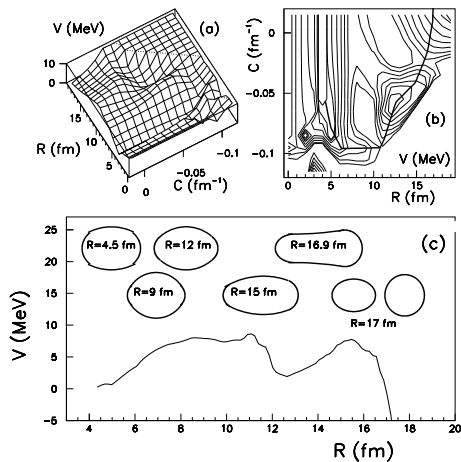 V (MeV)
(a)
10
0
15
10
5
0
R (fm)
0
−0.05
−0.1
C (fm⁻¹)
C (fm⁻¹)
0
−0.05
−0.1
(b)
V (MeV)
0
5
10
15
R (fm)
(c)
25
20
15
10
5
0
−5
V (MeV)
R=4.5 fm
R=12 fm
R=16.9 fm
R=9 fm
R=15 fm
R=17 fm
4
6
8
10
12
14
16
18
20
R (fm)